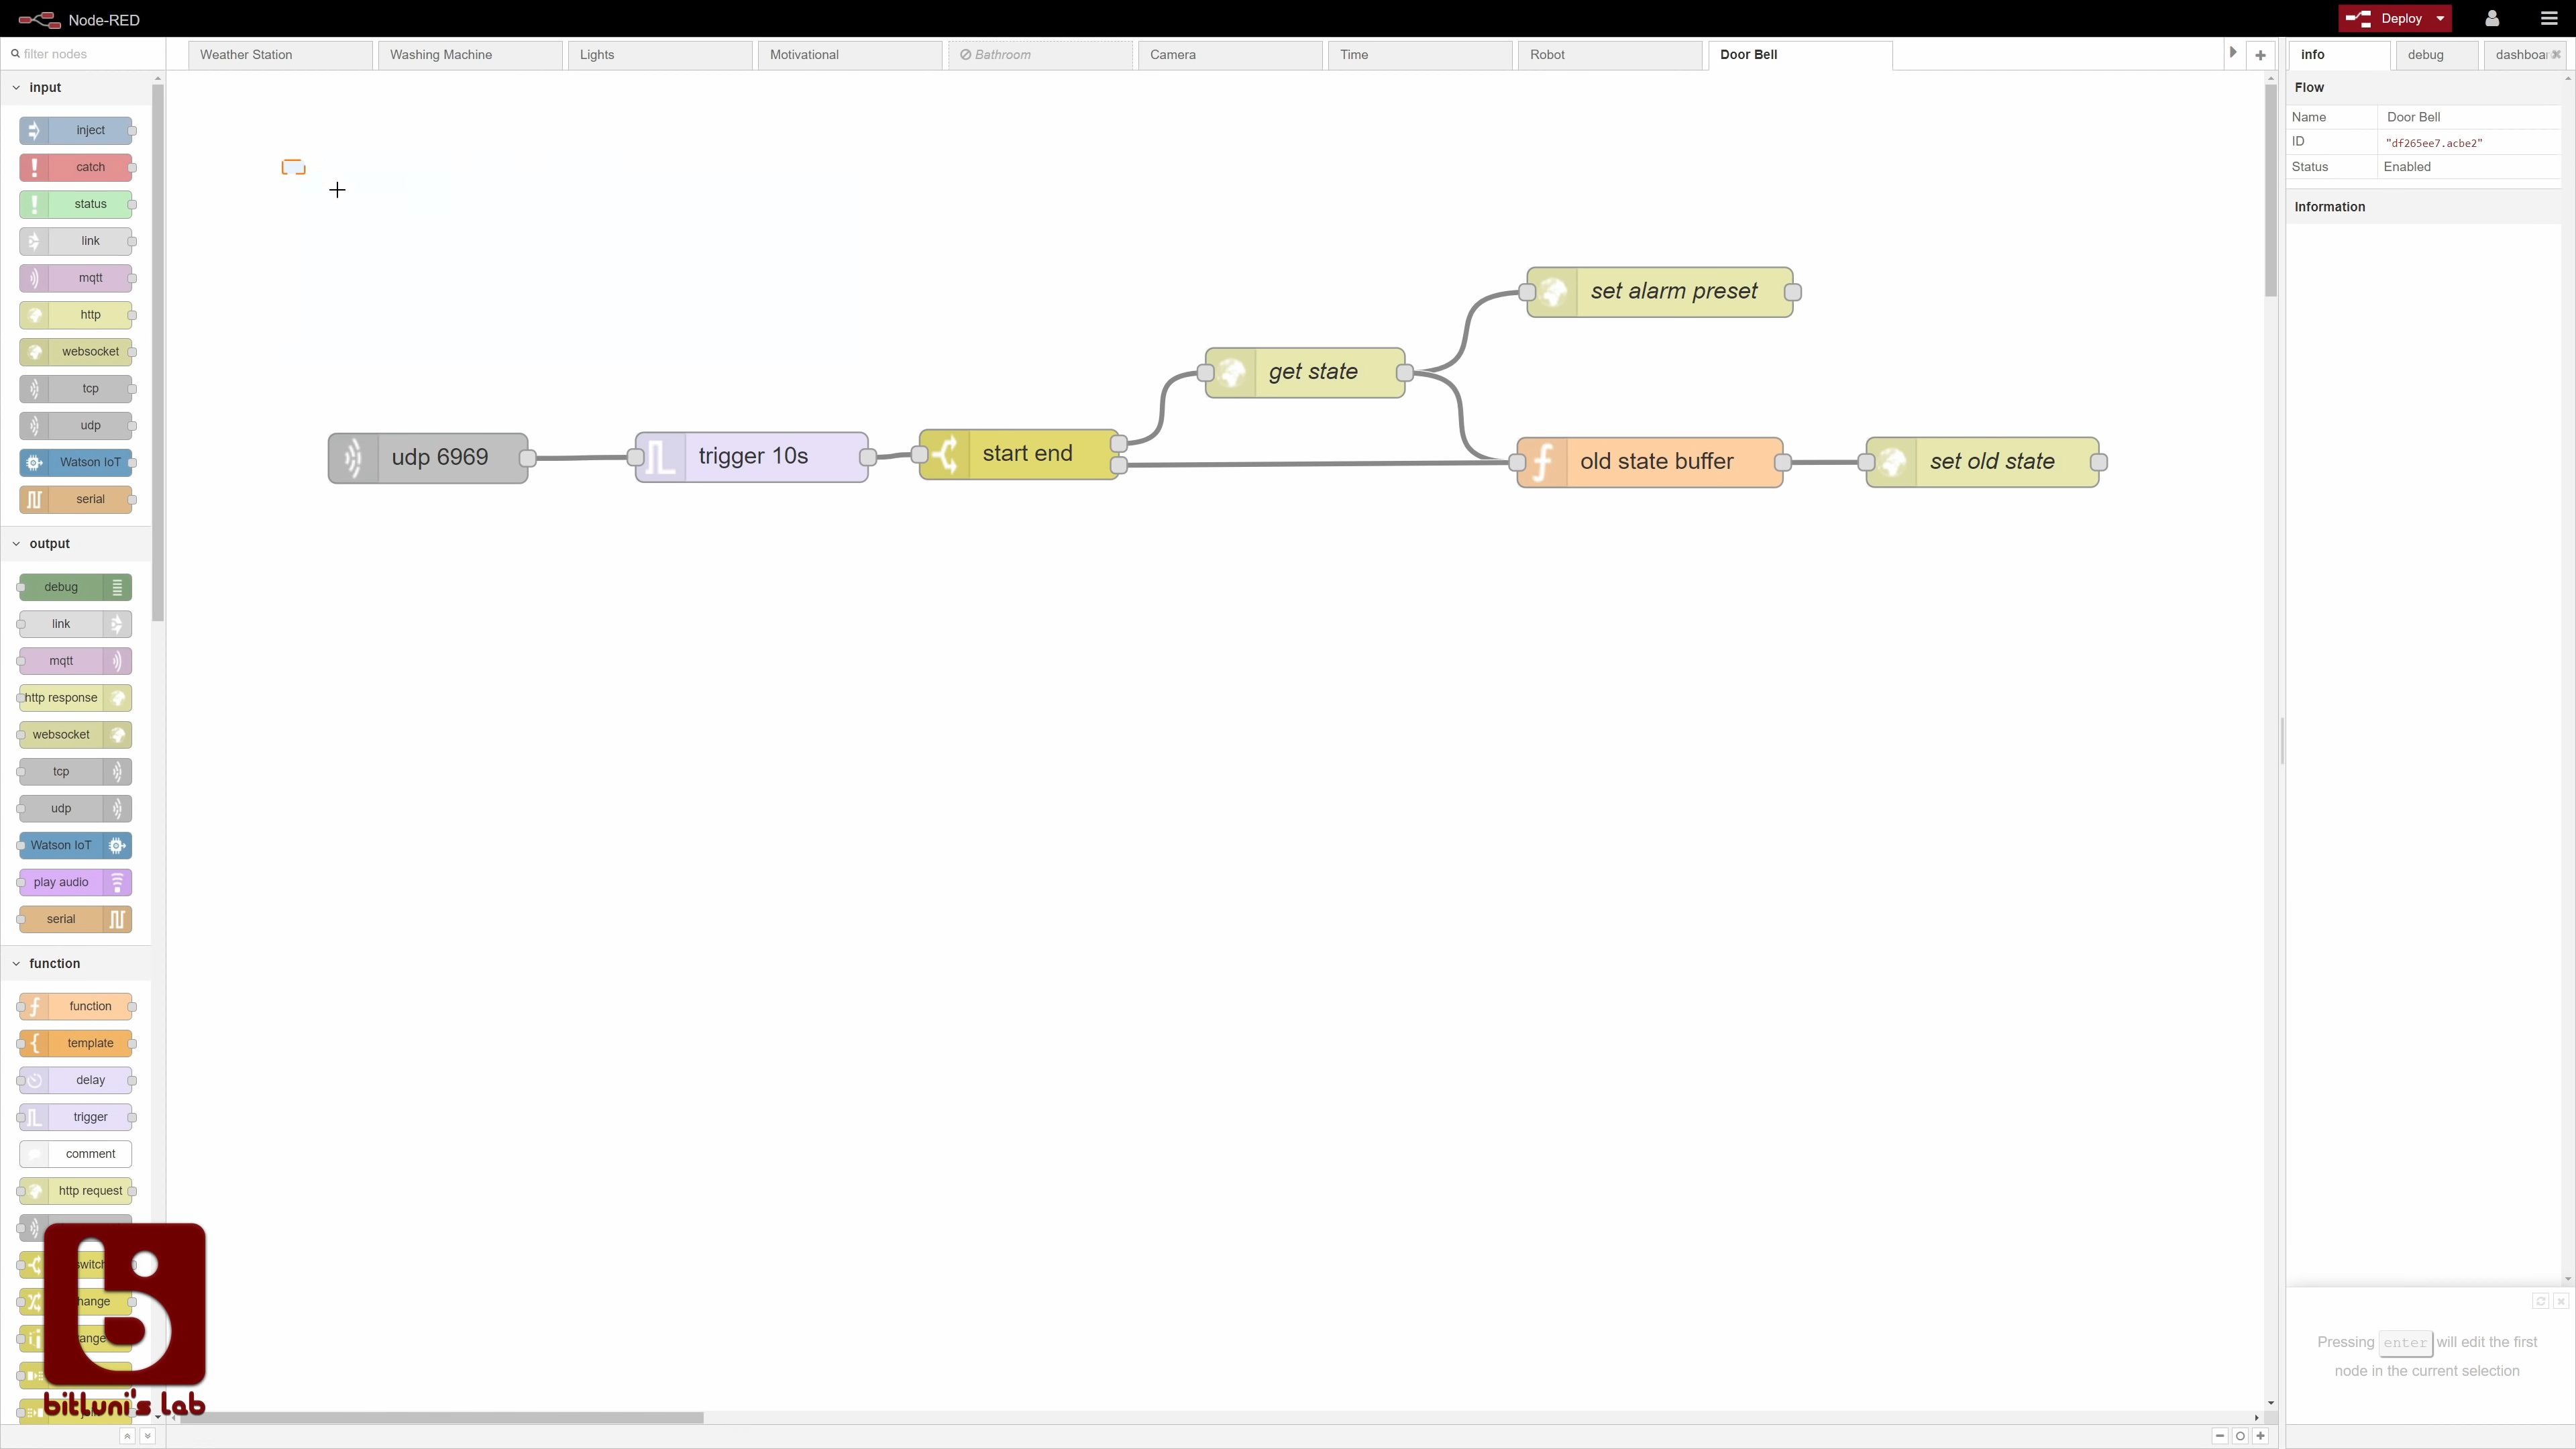 Node-RED
Deploy
filter nodes
Weather Station
Washing Machine
Lights
Motivational
Bathroom
Camera
Time
Robot
Door Bell
info
debug
dashboar
input
inject
catch
status
link
mqtt
http
websocket
tcp
udp
Watson IoT
serial
output
debug
link
mqtt
http response
websocket
tcp
udp
Watson IoT
play audio
serial
function
function
template
delay
trigger
comment
http request
switch
hange
ange
bitluni's lab
udp 6969
trigger 10s
start end
get state
set alarm preset
old state buffer
set old state
Flow
Name Door Bell
ID "df265ee7.acbe2"
Status Enabled
Information
Pressing enter will edit the first
node in the current selection